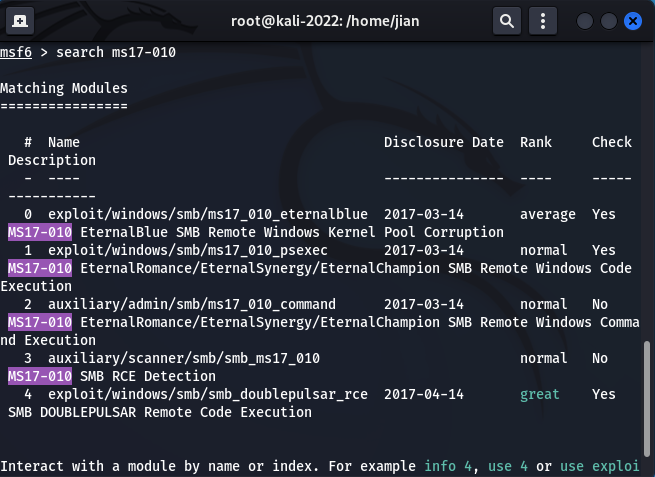 root@kali-2022: /home/jian
msf6 > search ms17-010
Matching Modules
================
# Name Disclosure Date Rank Check
Description
- ---- --------------- ---- -----
-----------
0 exploit/windows/smb/ms17_010_eternalblue 2017-03-14 average Yes
MS17-010 EternalBlue SMB Remote Windows Kernel Pool Corruption
1 exploit/windows/smb/ms17_010_psexec 2017-03-14 normal Yes
MS17-010 EternalRomance/EternalSynergy/EternalChampion SMB Remote Windows Code
Execution
2 auxiliary/admin/smb/ms17_010_command 2017-03-14 normal No
MS17-010 EternalRomance/EternalSynergy/EternalChampion SMB Remote Windows Comma
nd Execution
3 auxiliary/scanner/smb/smb_ms17_010 normal No
MS17-010 SMB RCE Detection
4 exploit/windows/smb/smb_doublepulsar_rce 2017-04-14 great Yes
SMB DOUBLEPULSAR Remote Code Execution
Interact with a module by name or index. For example info 4, use 4 or use exploi